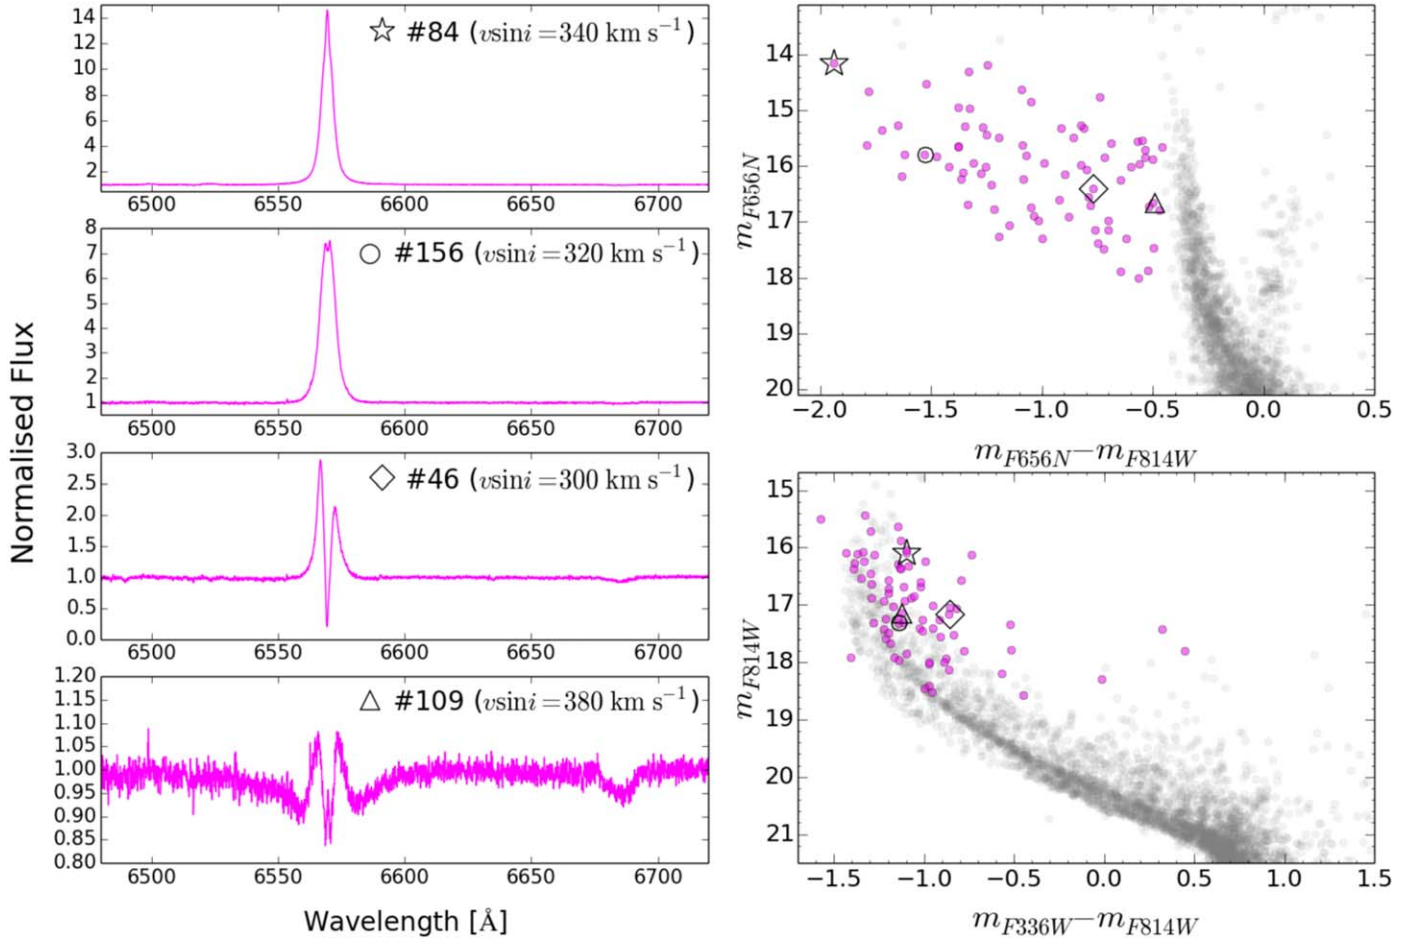 Normalised Flux
14
12
10
8
6
4
2
☆ #84 (vsini = 340 km s⁻¹)
6500 6550 6600 6650 6700
8
7
6
5
4
3
2
1
○ #156 (vsini = 320 km s⁻¹)
6500 6550 6600 6650 6700
3.0
2.5
2.0
1.5
1.0
0.5
0.0
◇ #46 (vsini = 300 km s⁻¹)
6500 6550 6600 6650 6700
1.20
1.15
1.10
1.05
1.00
0.95
0.90
0.85
0.80
△ #109 (vsini = 380 km s⁻¹)
6500 6550 6600 6650 6700
Wavelength [Å]
m_F656N
14
15
16
17
18
19
20
−2.0 −1.5 −1.0 −0.5 0.0 0.5
m_F656N − m_F814W
m_F814W
15
16
17
18
19
20
21
−1.5 −1.0 −0.5 0.0 0.5 1.0 1.5
m_F336W − m_F814W